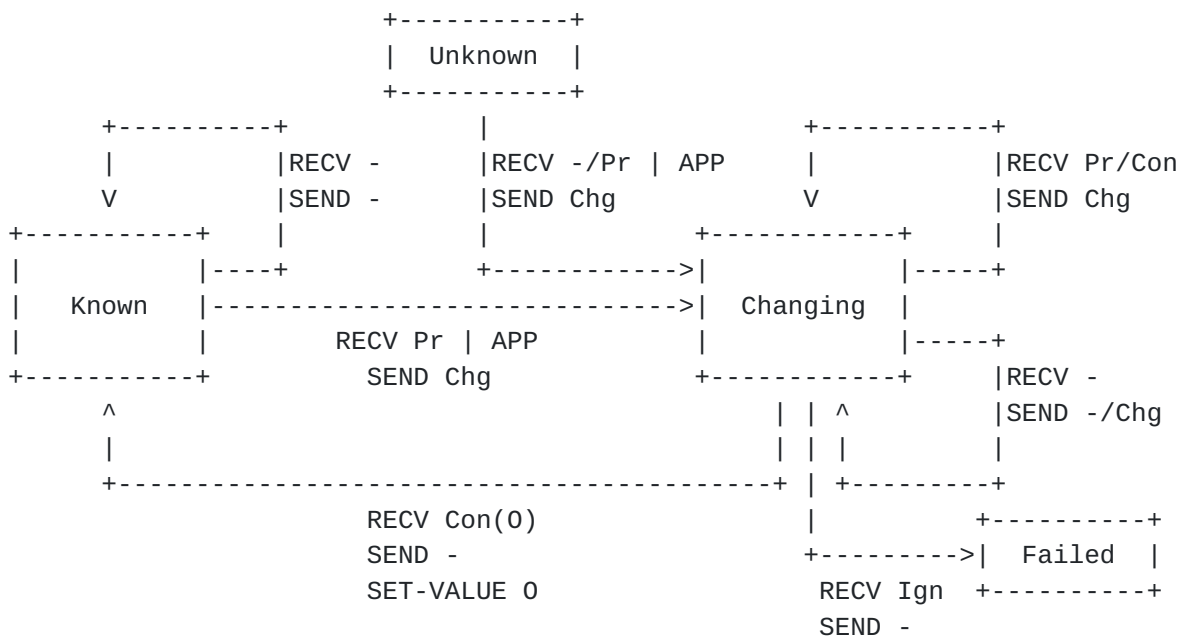 Unknown
RECV -
RECV -/Pr | APP
RECV Pr/Con
SEND -
SEND Chg
SEND Chg
Known
Changing
RECV Pr | APP
SEND Chg
RECV -
SEND -/Chg
RECV Con(O)
SEND -
Failed
SET-VALUE O
RECV Ign
SEND -